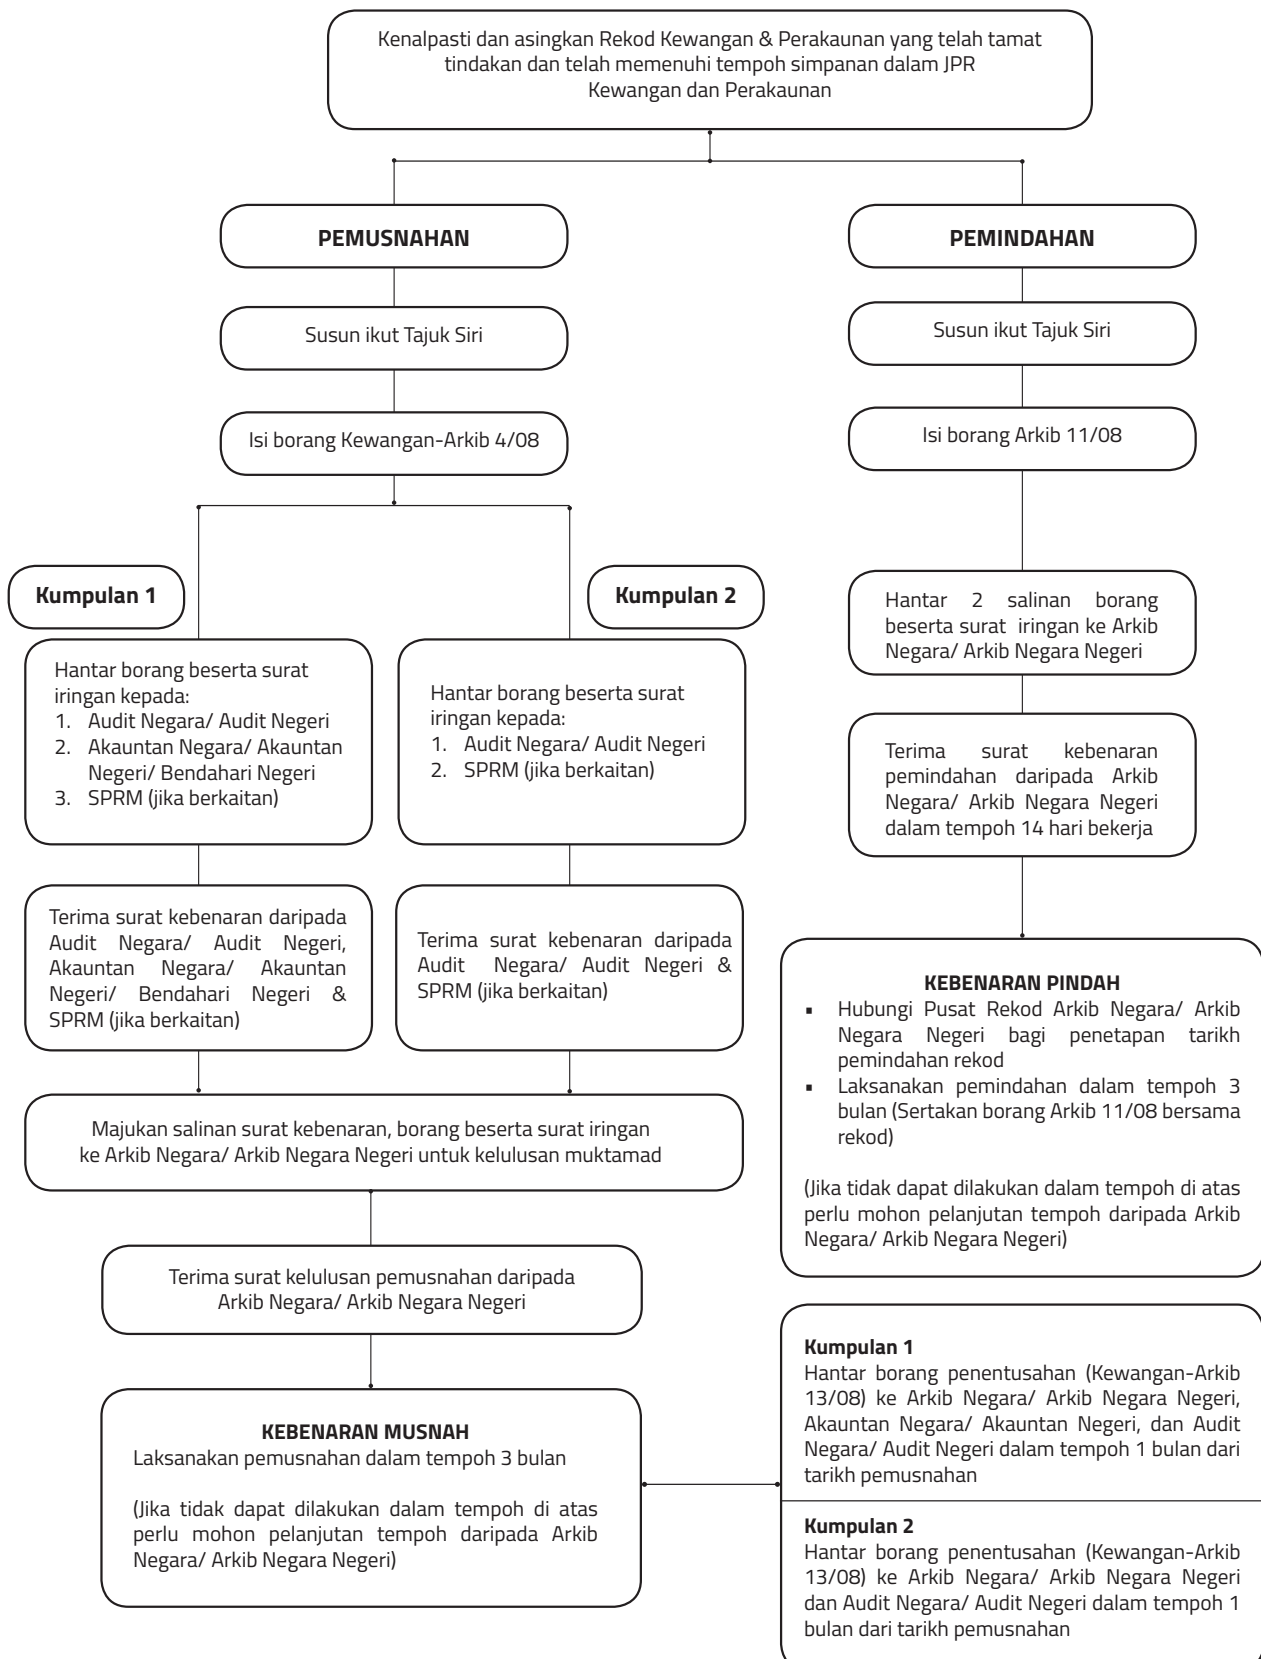 Kenalpasti dan asingkan Rekod Kewangan & Perakaunan yang telah tamat
tindakan dan telah memenuhi tempoh simpanan dalam JPR
Kewangan dan Perakaunan
PEMUSNAHAN
Susun ikut Tajuk Siri
Isi borang Kewangan-Arkib 4/08
Kumpulan 1
Hantar borang beserta surat
iringan kepada:
1. Audit Negara/ Audit Negeri
2. Akauntan Negara/ Akauntan
Negeri/ Bendahari Negeri
3. SPRM (jika berkaitan)
Terima surat kebenaran daripada
Audit Negara/ Audit Negeri,
Akauntan Negara/ Akauntan
Negeri/ Bendahari Negeri &
SPRM (jika berkaitan)
Kumpulan 2
Hantar borang beserta surat
iringan kepada:
1. Audit Negara/ Audit Negeri
2. SPRM (jika berkaitan)
Terima surat kebenaran daripada
Audit Negara/ Audit Negeri &
SPRM (jika berkaitan)
Majukan salinan surat kebenaran, borang beserta surat iringan
ke Arkib Negara/ Arkib Negara Negeri untuk kelulusan muktamad
Terima surat kelulusan pemusnahan daripada
Arkib Negara/ Arkib Negara Negeri
KEBENARAN MUSNAH
Laksanakan pemusnahan dalam tempoh 3 bulan
(Jika tidak dapat dilakukan dalam tempoh di atas
perlu mohon pelanjutan tempoh daripada Arkib
Negara/ Arkib Negara Negeri)
PEMINDAHAN
Susun ikut Tajuk Siri
Isi borang Arkib 11/08
Hantar 2 salinan borang
beserta surat iringan ke Arkib
Negara/ Arkib Negara Negeri
Terima surat kebenaran
pemindahan daripada Arkib
Negara/ Arkib Negara Negeri
dalam tempoh 14 hari bekerja
KEBENARAN PINDAH
▪ Hubungi Pusat Rekod Arkib Negara/ Arkib
Negara Negeri bagi penetapan tarikh
pemindahan rekod
▪ Laksanakan pemindahan dalam tempoh 3
bulan (Sertakan borang Arkib 11/08 bersama
rekod)
(Jika tidak dapat dilakukan dalam tempoh di atas
perlu mohon pelanjutan tempoh daripada Arkib
Negara/ Arkib Negara Negeri)
Kumpulan 1
Hantar borang penentusahan (Kewangan-Arkib
13/08) ke Arkib Negara/ Arkib Negara Negeri,
Akauntan Negara/ Akauntan Negeri, dan Audit
Negara/ Audit Negeri dalam tempoh 1 bulan dari
tarikh pemusnahan
Kumpulan 2
Hantar borang penentusahan (Kewangan-Arkib
13/08) ke Arkib Negara/ Arkib Negara Negeri
dan Audit Negara/ Audit Negeri dalam tempoh 1
bulan dari tarikh pemusnahan